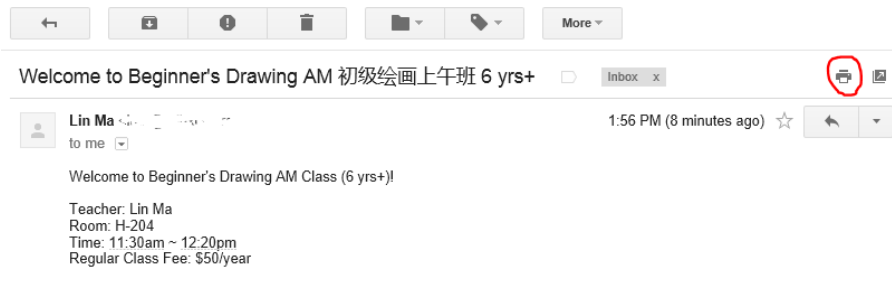 More
Welcome to Beginner's Drawing AM 初级绘画上午班 6 yrs+
Inbox x
Lin Ma
1:56 PM (8 minutes ago)
to me
Welcome to Beginner's Drawing AM Class (6 yrs+)!
Teacher: Lin Ma
Room: H-204
Time: 11:30am ~ 12:20pm
Regular Class Fee: $50/year